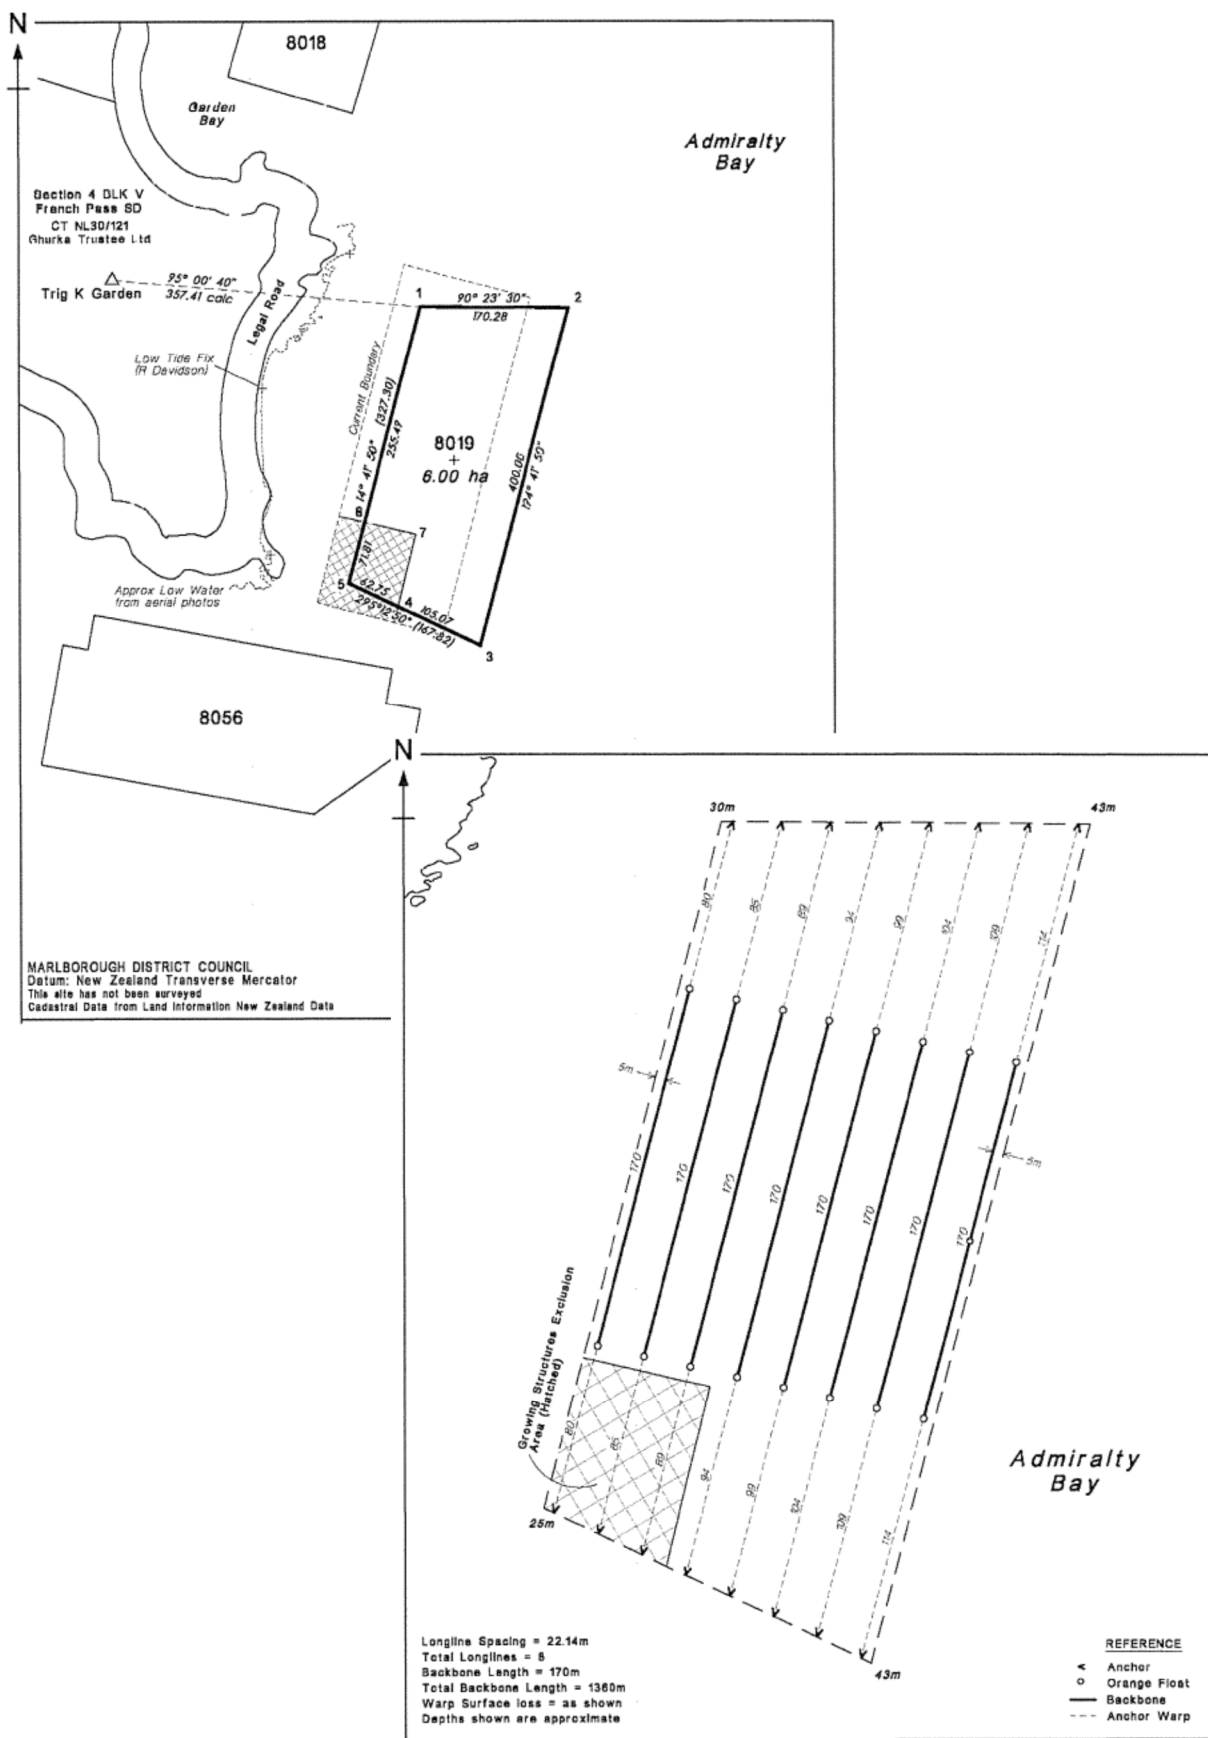 N
8018
Garden
Bay
Admiralty
Bay
Section 4 BLK V
French Pass SD
CT NL30/121
Ghurka Trustee Ltd
Trig K Garden
95° 00' 40"
357.41 calc
Legal Road
1
90° 23' 30"
170.28
2
Low Tide Fix
(R Davidson)
Current Boundary
14° 41' 50" (327.30)
255.49
8019
6.00 ha
400.06
194° 41' 50"
6
7
71.81
5
62.75
4
105.07
295°12'50" (167.82)
3
Approx Low Water
from aerial photos
8056
MARLBOROUGH DISTRICT COUNCIL
Datum: New Zealand Transverse Mercator
This site has not been surveyed
Cadastral Data from Land Information New Zealand Data
N
30m
43m
80
85
89
94
99
104
109
114
5m
5m
170
170
170
170
170
170
170
170
Growing Structures Exclusion
Area (Hatched)
80
85
89
94
99
104
109
114
25m
43m
Admiralty
Bay
Longline Spacing = 22.14m
Total Longlines = 8
Backbone Length = 170m
Total Backbone Length = 1360m
Warp Surface loss = as shown
Depths shown are approximate
REFERENCE
Anchor
Orange Float
Backbone
Anchor Warp